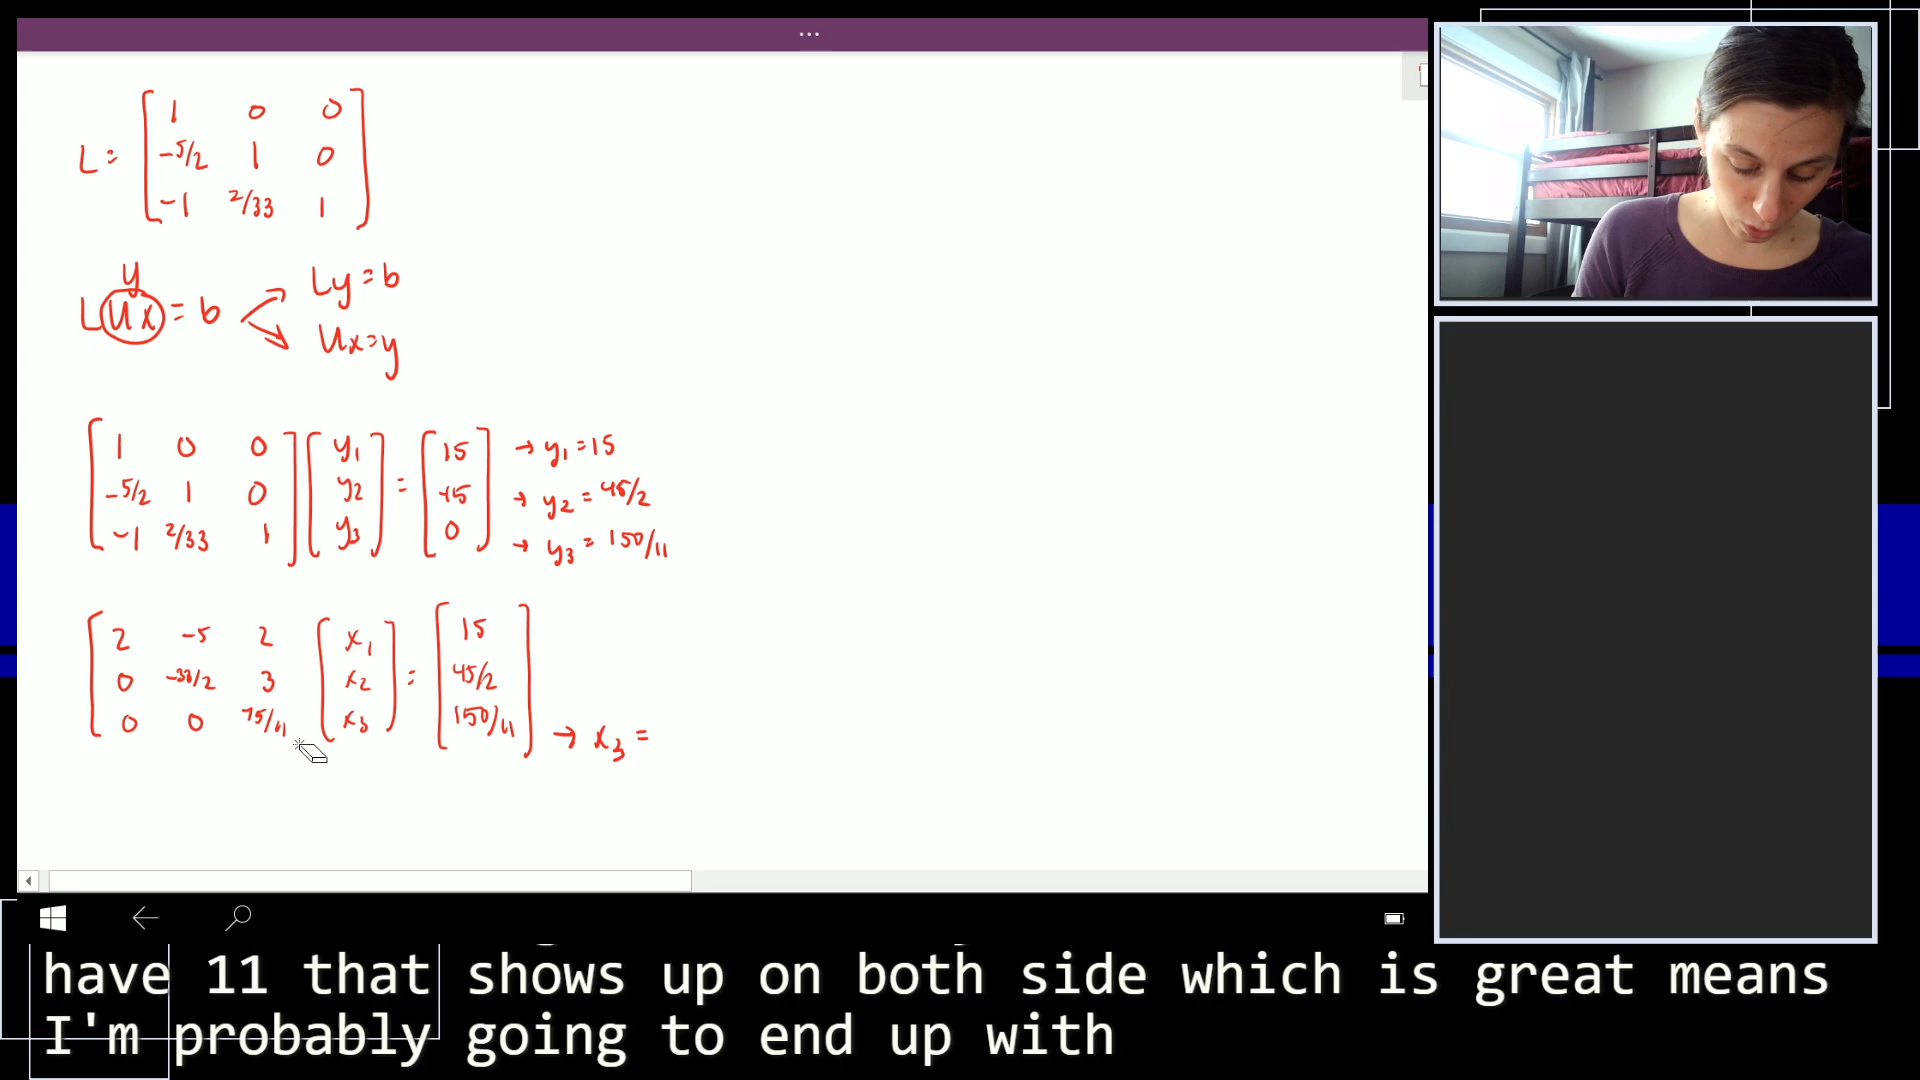 ...
L = [ 1 0 0
-5/2 1 0
-1 2/33 1 ]
y
L(Ux) = b Ly = b
Ux = y
[ 1 0 0 ] [ y1 ] = [ 15 ] → y1 = 15
-5/2 1 0 y2 -15 → y2 = 45/2
-1 2/33 1 y3 0 → y3 = 150/11
[ 2 -5 2 [ x1 ] = [ 15 ]
0 -33/2 3 x2 45/2
0 0 75/11 x3 150/11 → x3 =
have 11 that shows up on both side which is great means
I'm probably going to end up with